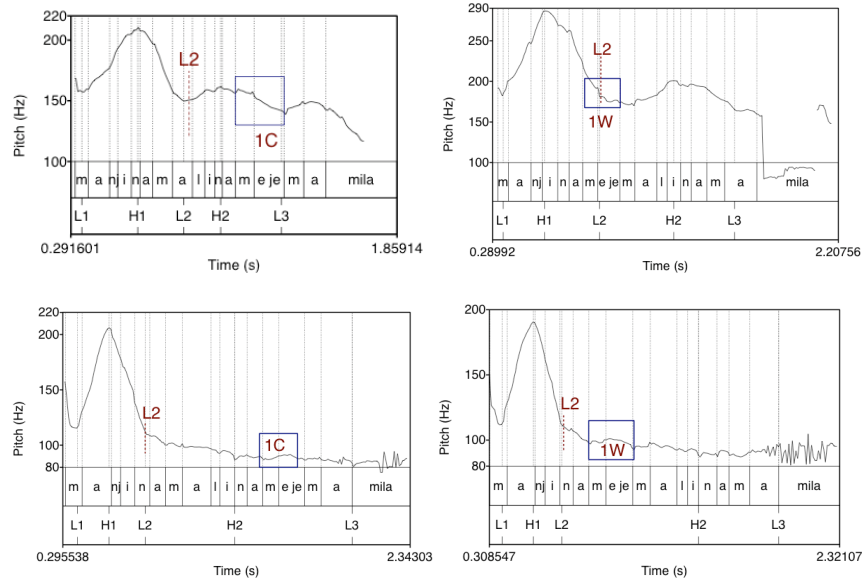 220
200
150
100
Pitch (Hz)
L2
1C
m a nj i n a m a l i n a m e je m a mila
L1 H1 L2 H2 L3
0.291601 1.85914
Time (s)
290
200
150
100
Pitch (Hz)
L2
1W
m a nj i n a m e je m a l i n a m a mila
L1 H1 L2 H2 L3
0.28992 2.20756
Time (s)
220
200
150
100
80
Pitch (Hz)
L2
1C
m a nj i n a m a l i n a m e je m a mila
L1 H1 L2 H2 L3
0.295538 2.34303
Time (s)
200
150
100
80
Pitch (Hz)
L2
1W
m a nj i n a m e je m a l i n a m a mila
L1 H1 L2 H2 L3
0.308547 2.32107
Time (s)